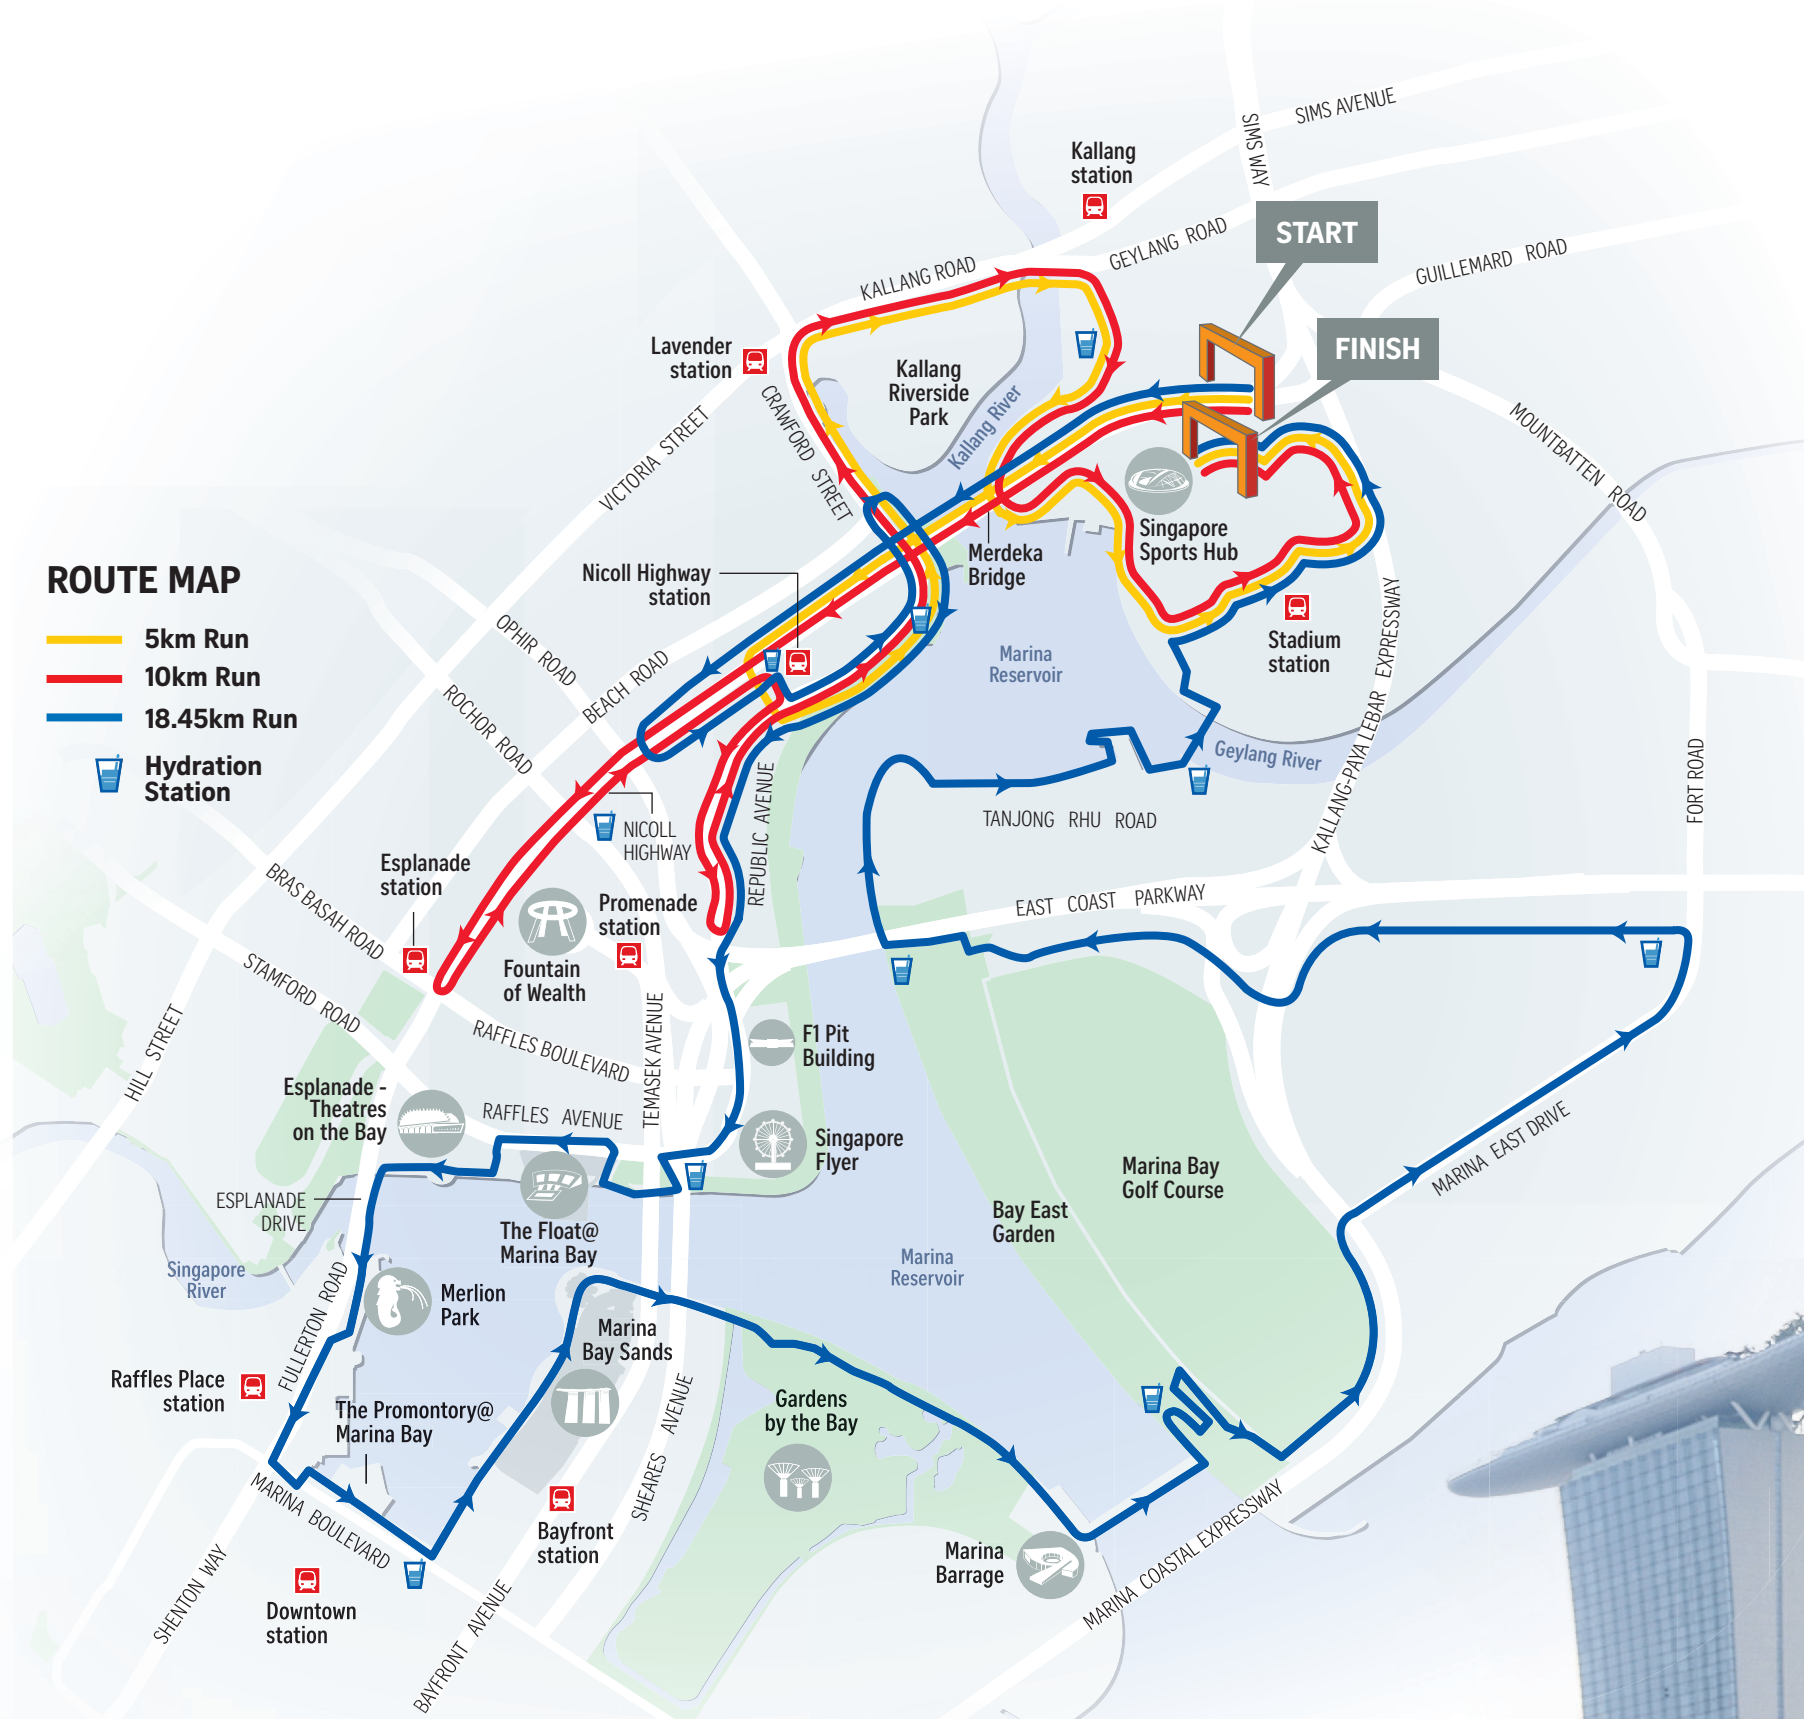 SIMS AVENUE
SIMS WAY
Kallang
station
GEYLANG ROAD
START
GUILLEMARD ROAD
KALLANG ROAD
FINISH
Lavender
station
Kallang
Riverside
Park
Kallang River
CRAWFORD STREET
VICTORIA STREET
MOUNTBATTEN ROAD
Singapore
Sports Hub
Merdeka
Bridge
Nicoll Highway
station
ROUTE MAP
5km Run
10km Run
18.45km Run
Hydration
Station
OPHIR ROAD
BEACH ROAD
ROCHOR ROAD
Marina
Reservoir
Stadium
station
KALLANG-PAYA LEBAR EXPRESSWAY
Geylang River
FORT ROAD
TANJONG RHU ROAD
REPUBLIC AVENUE
NICOLL
HIGHWAY
Esplanade
station
BRAS BASAH ROAD
STAMFORD ROAD
Promenade
station
Fountain
of Wealth
EAST COAST PARKWAY
HILL STREET
RAFFLES BOULEVARD
TEMASEK AVENUE
F1 Pit
Building
Esplanade -
Theatres
on the Bay
RAFFLES AVENUE
Singapore
Flyer
MARINA EAST DRIVE
Marina Bay
Golf Course
ESPLANADE
DRIVE
Bay East
Garden
The Float@
Marina Bay
Singapore
River
Marina
Reservoir
Merlion
Park
FULLERTON ROAD
Marina
Bay Sands
Raffles Place
station
The Promontory@
Marina Bay
Gardens
by the Bay
SHEARES AVENUE
MARINA BOULEVARD
Bayfront
station
Marina
Barrage
MARINA COASTAL EXPRESSWAY
SHENTON WAY
Downtown
station
BAYFRONT AVENUE